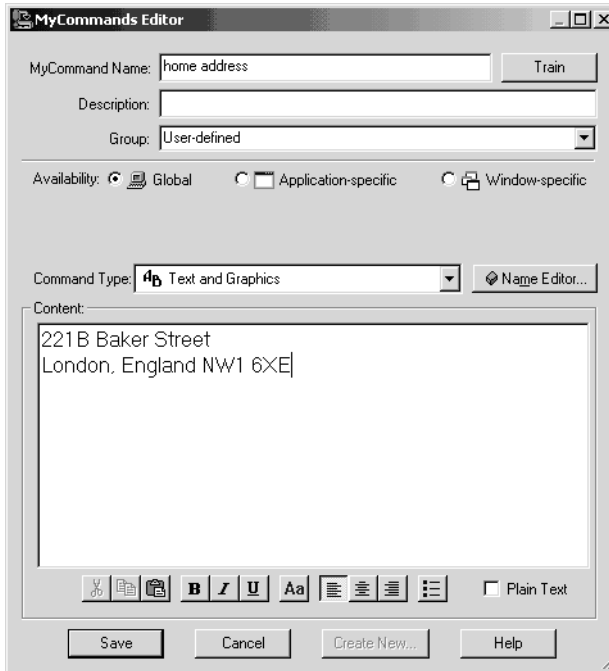 MyCommands Editor
MyCommand Name: home address Train
Description:
Group: User-defined
Availability: Global Application-specific Window-specific
Command Type: AB Text and Graphics Name Editor...
Content:
221B Baker Street
London, England NW1 6XE
B I U Aa Plain Text
Save Cancel Create New... Help